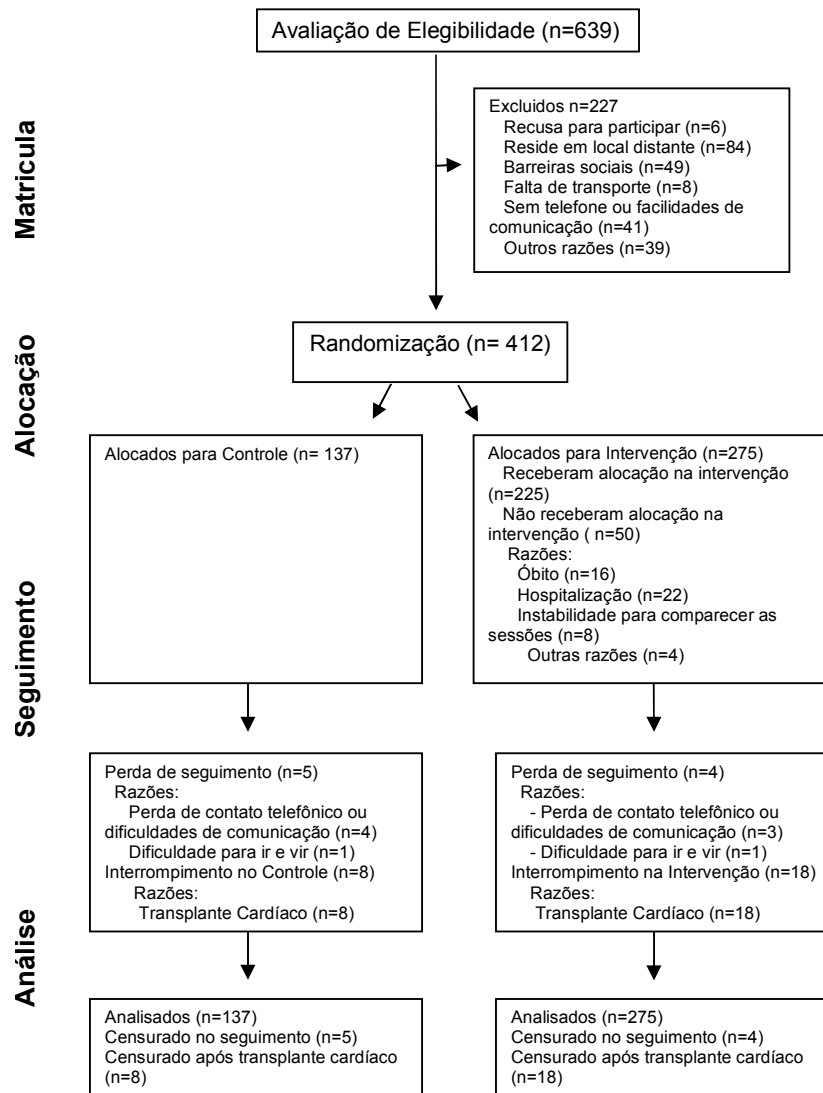 Avaliação de Elegibilidade (n=639)
Matricula
Excluidos n=227
Recusa para participar (n=6)
Reside em local distante (n=84)
Barreiras sociais (n=49)
Falta de transporte (n=8)
Sem telefone ou facilidades de
comunicação (n=41)
Outros razões (n=39)
Alocação
Randomização (n= 412)
Alocados para Controle (n= 137)
Alocados para Intervenção (n=275)
Receberam alocação na intervenção
(n=225)
Não receberam alocação na
intervenção ( n=50)
Razões:
Óbito (n=16)
Hospitalização (n=22)
Instabilidade para comparecer as
sessões (n=8)
Outras razões (n=4)
Seguimento
Perda de seguimento (n=5)
Razões:
Perda de contato telefônico ou
dificuldades de comunicação (n=4)
Dificuldade para ir e vir (n=1)
Interrompimento no Controle (n=8)
Razões:
Transplante Cardíaco (n=8)
Perda de seguimento (n=4)
Razões:
- Perda de contato telefônico ou
dificuldades de comunicação (n=3)
- Dificuldade para ir e vir (n=1)
Interrompimento na Intervenção (n=18)
Razões:
Transplante Cardíaco (n=18)
Análise
Analisados (n=137)
Censurado no seguimento (n=5)
Censurado após transplante cardíaco
(n=8)
Analisados (n=275)
Censurado no seguimento (n=4)
Censurado após transplante cardíaco
(n=18)